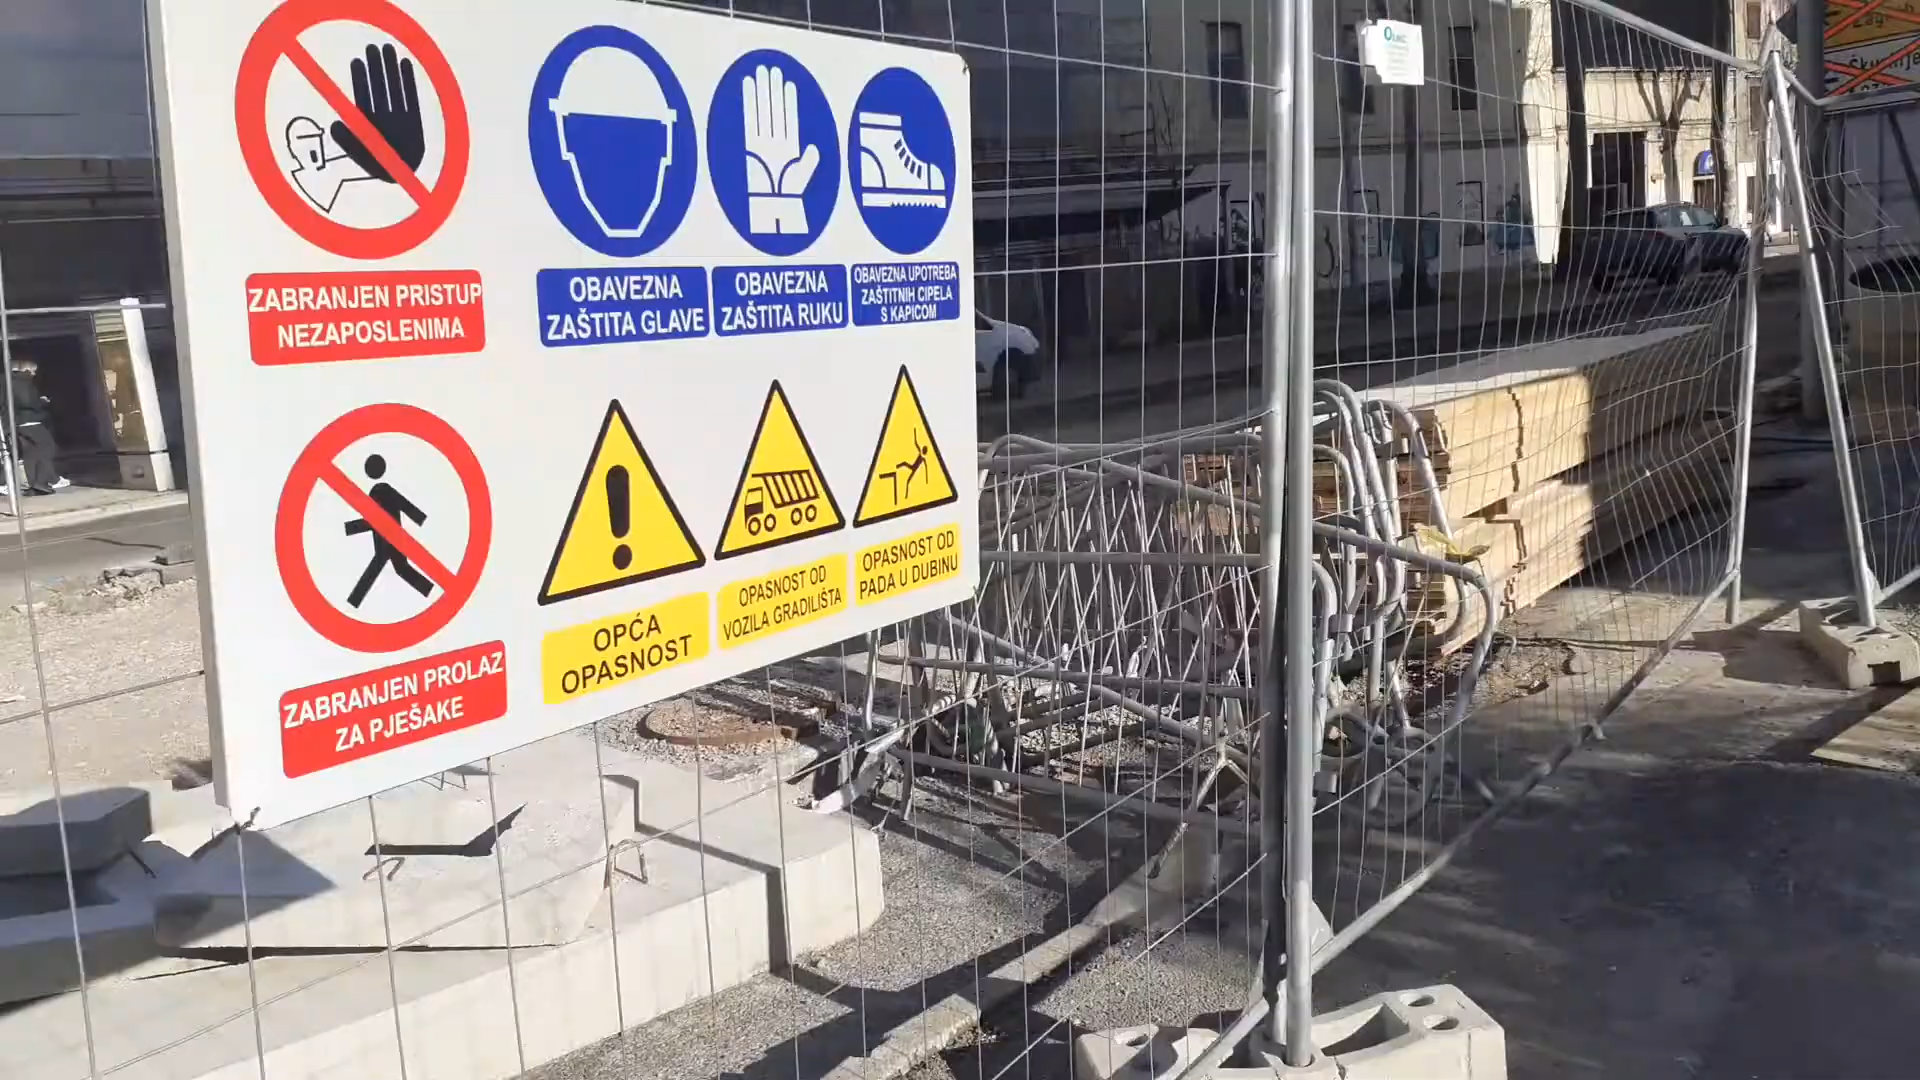 ZABRANJEN PRISTUP
NEZAPOSLENIMA
OBAVEZNA
ZAŠTITA GLAVE
OBAVEZNA
ZAŠTITA RUKU
OBAVEZNA UPOTREBA
ZAŠTITNIH CIPELA
S KAPICOM
ZABRANJEN PROLAZ
ZA PJEŠAKE
OPĆA
OPASNOST
OPASNOST OD
VOZILA GRADILIŠTA
OPASNOST OD
PADA U DUBINU